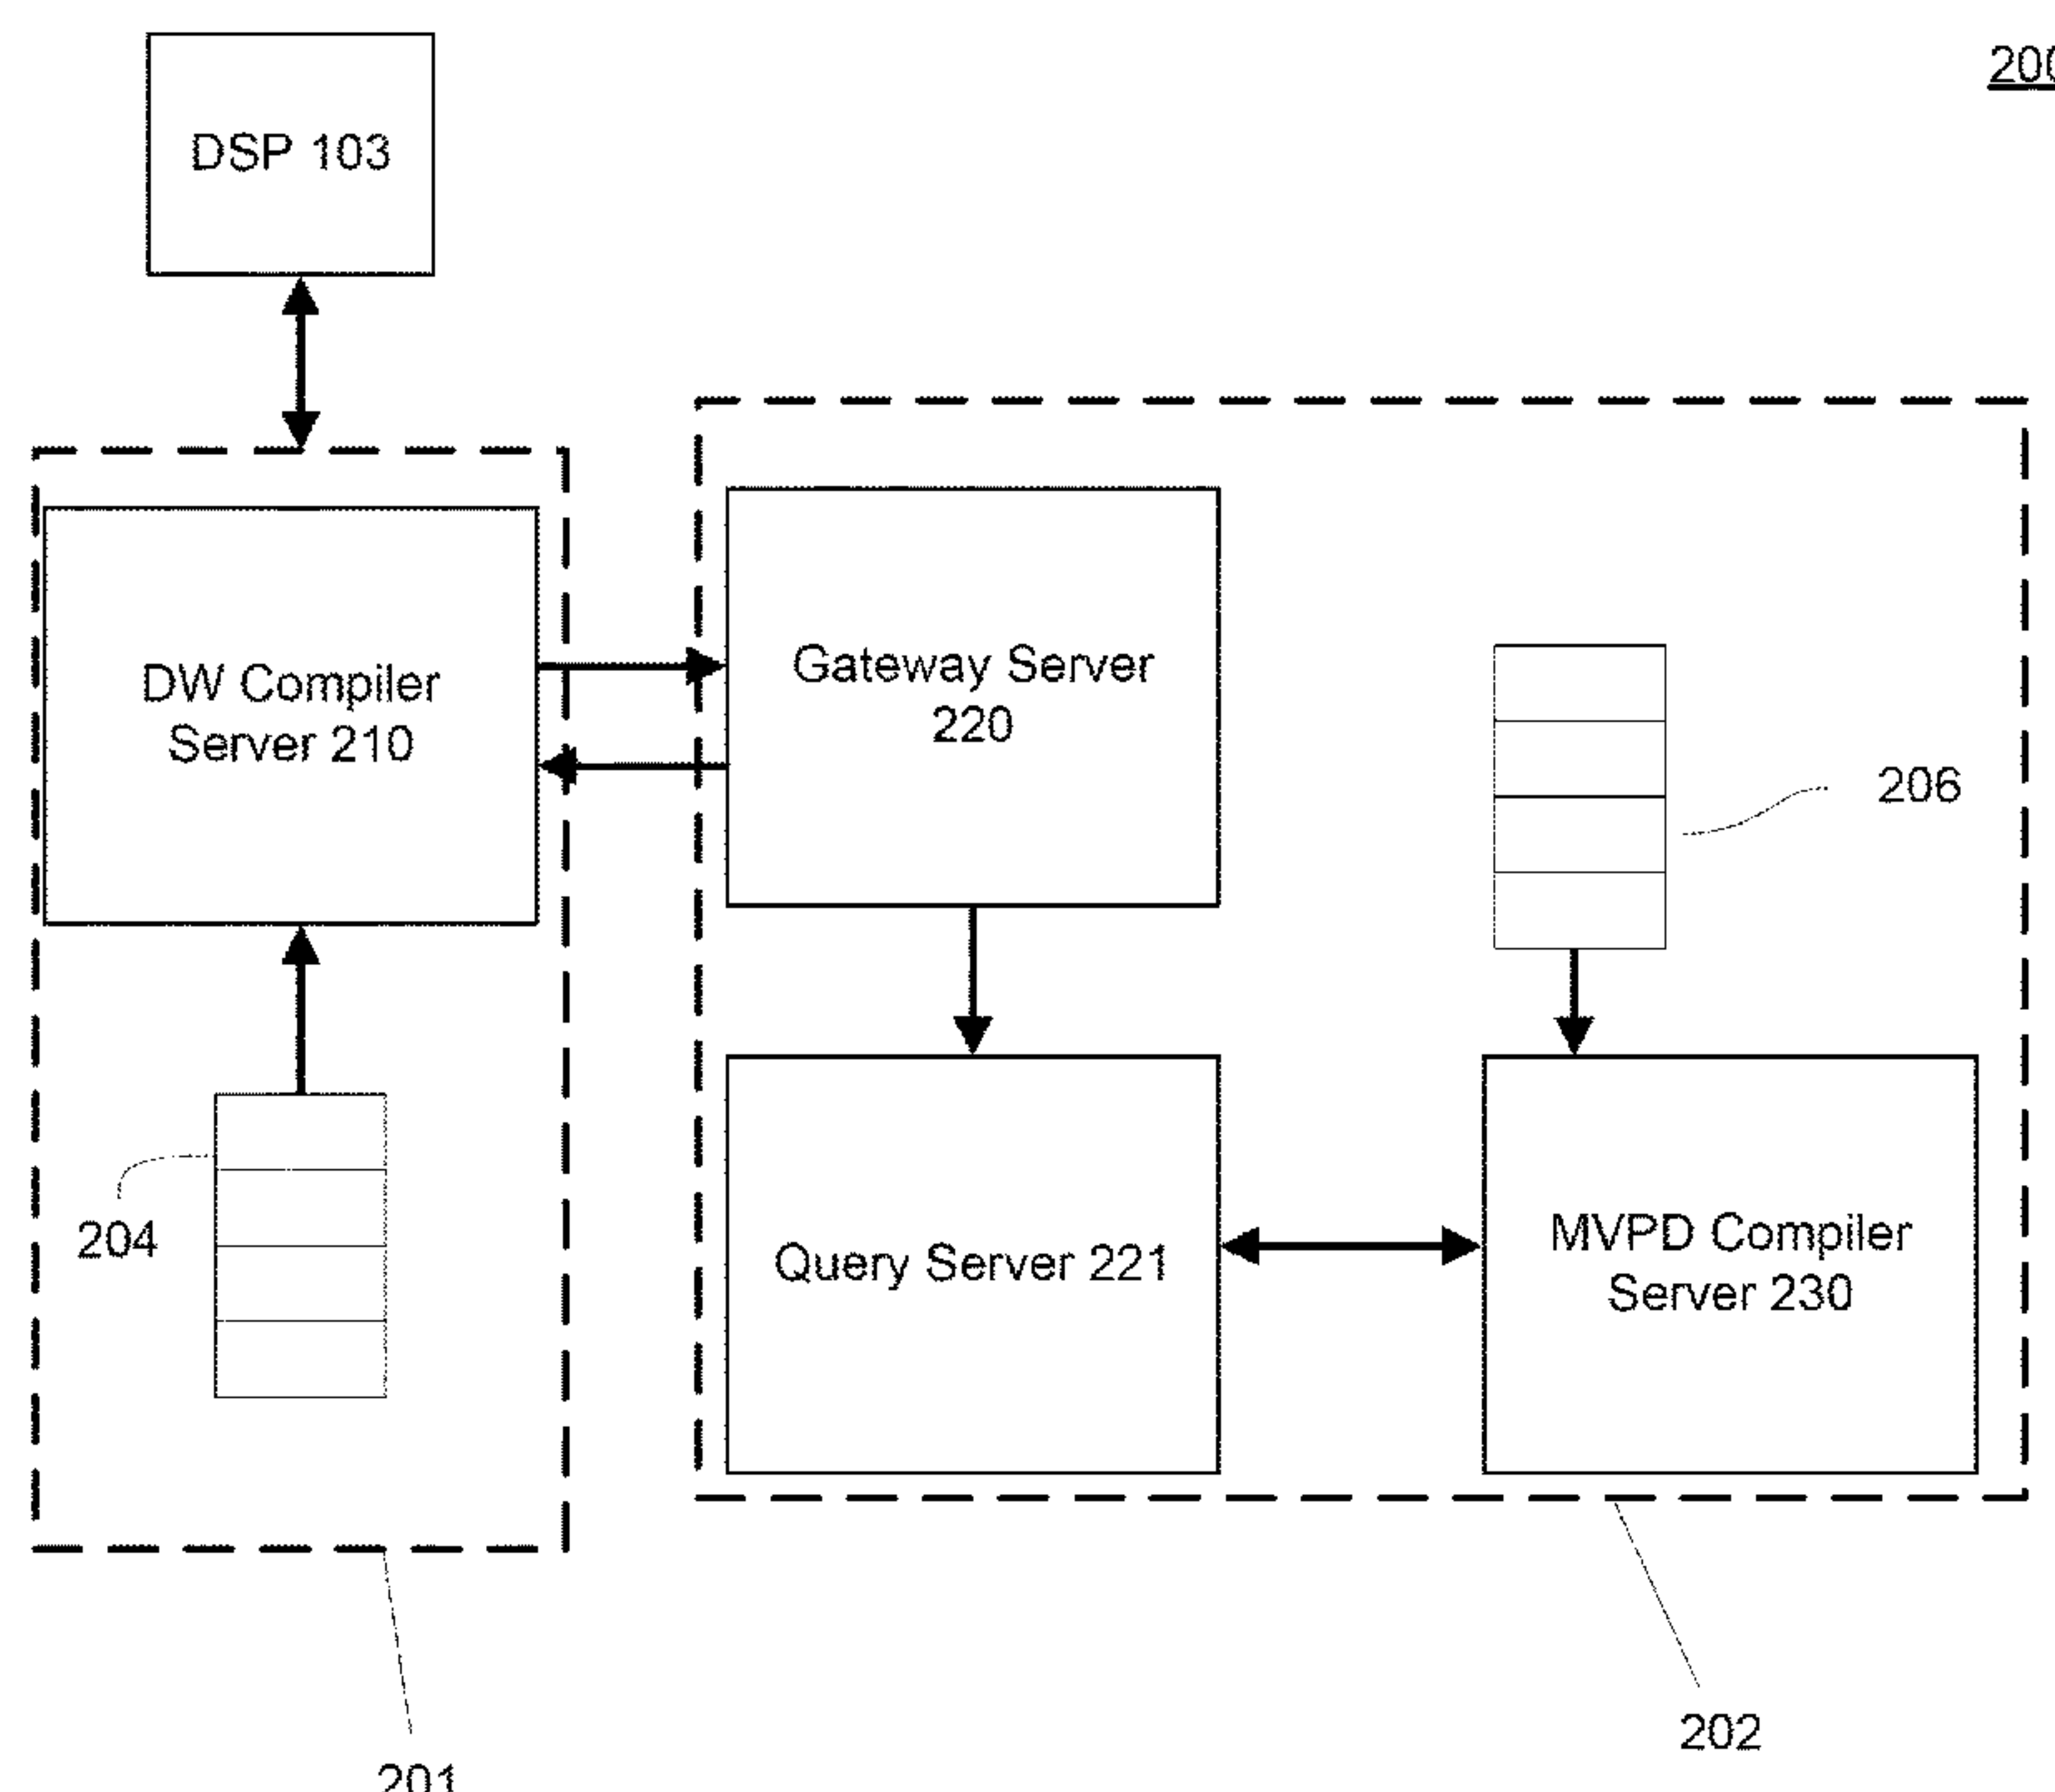 200
DSP 103
DW Compiler
Server 210
Gateway Server
220
206
204
Query Server 221
MVPD Compiler
Server 230
202
201